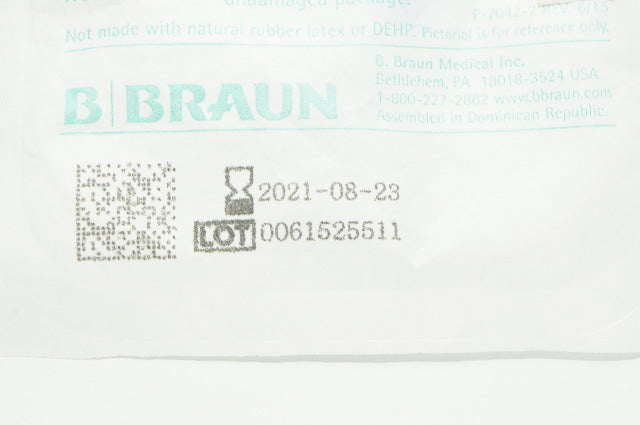 undamaged package.
P-7042-2 REV. 6/15
Not made with natural rubber latex or DEHP. Pictorial is for reference only.
B. Braun Medical Inc.
Bethlehem, PA 18018-3524 USA
1-800-227-2862 www.bbraun.com
Assembled in Dominican Republic.
B|BRAUN
2021-08-23
LOT 0061525511